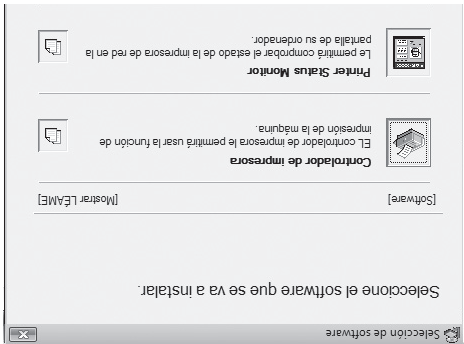 Selección de software
Seleccione el software que se va a instalar.
[Software] [Mostrar LÉAME]
Controlador de impresora
EL controlador de impresora le permitirá usar la función de
impresión de la máquina.
Printer Status Monitor
Le permitirá comprobar el estado de la impresora de red en la
pantalla de su ordenador.